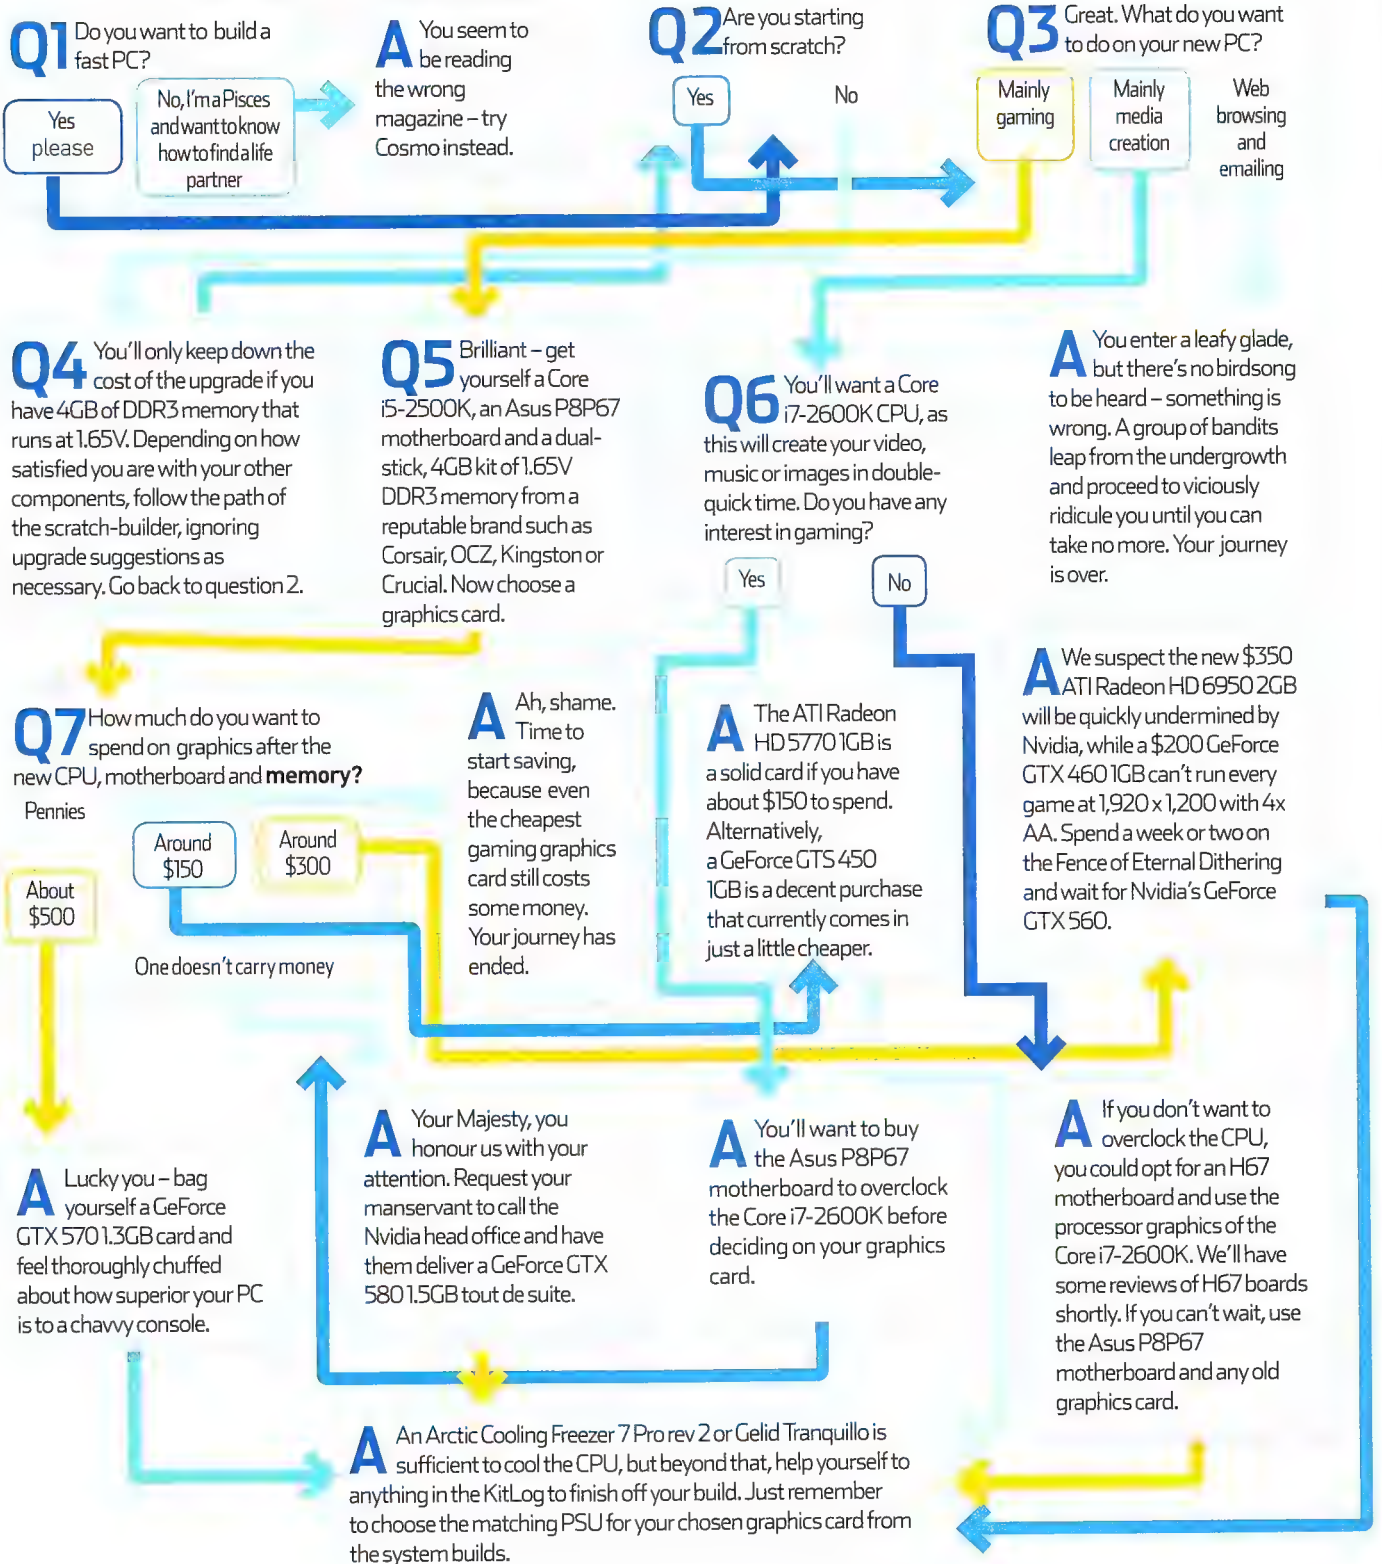 Q1 Do you want to build a
fast PC?
Yes
please
No, I'm a Pisces
and want to know
how to find a life
partner
A You seem to
be reading
the wrong
magazine – try
Cosmo instead.
Q2 Are you starting
from scratch?
Yes
No
Q3 Great. What do you want
to do on your new PC?
Mainly
gaming
Mainly
media
creation
Web
browsing
and
emailing
Q4 You'll only keep down the
cost of the upgrade if you
have 4GB of DDR3 memory that
runs at 1.65V. Depending on how
satisfied you are with your other
components, follow the path of
the scratch-builder, ignoring
upgrade suggestions as
necessary. Go back to question 2.
Q5 Brilliant – get
yourself a Core
i5-2500K, an Asus P8P67
motherboard and a dual-
stick, 4GB kit of 1.65V
DDR3 memory from a
reputable brand such as
Corsair, OCZ, Kingston or
Crucial. Now choose a
graphics card.
Q6 You'll want a Core
i7-2600K CPU, as
this will create your video,
music or images in double-
quick time. Do you have any
interest in gaming?
Yes
No
A You enter a leafy glade,
but there's no birdsong
to be heard – something is
wrong. A group of bandits
leap from the undergrowth
and proceed to viciously
ridicule you until you can
take no more. Your journey
is over.
Q7 How much do you want to
spend on graphics after the
new CPU, motherboard and memory?
Pennies
Around
$150
Around
$300
About
$500
One doesn't carry money
A Ah, shame.
Time to
start saving,
because even
the cheapest
gaming graphics
card still costs
some money.
Your journey has
ended.
A The ATI Radeon
HD 5770 1GB is
a solid card if you have
about $150 to spend.
Alternatively,
a GeForce GTS 450
1GB is a decent purchase
that currently comes in
just a little cheaper.
A We suspect the new $350
ATI Radeon HD 6950 2GB
will be quickly undermined by
Nvidia, while a $200 GeForce
GTX 460 1GB can't run every
game at 1,920 x 1,200 with 4x
AA. Spend a week or two on
the Fence of Eternal Dithering
and wait for Nvidia's GeForce
GTX 560.
A Lucky you – bag
yourself a GeForce
GTX 570 1.3GB card and
feel thoroughly chuffed
about how superior your PC
is to a chavvy console.
A Your Majesty, you
honour us with your
attention. Request your
manservant to call the
Nvidia head office and have
them deliver a GeForce GTX
580 1.5GB tout de suite.
A You'll want to buy
the Asus P8P67
motherboard to overclock
the Core i7-2600K before
deciding on your graphics
card.
A If you don't want to
overclock the CPU,
you could opt for an H67
motherboard and use the
processor graphics of the
Core i7-2600K. We'll have
some reviews of H67 boards
shortly. If you can't wait, use
the Asus P8P67
motherboard and any old
graphics card.
A An Arctic Cooling Freezer 7 Pro rev 2 or Gelid Tranquillo is
sufficient to cool the CPU, but beyond that, help yourself to
anything in the KitLog to finish off your build. Just remember
to choose the matching PSU for your chosen graphics card from
the system builds.